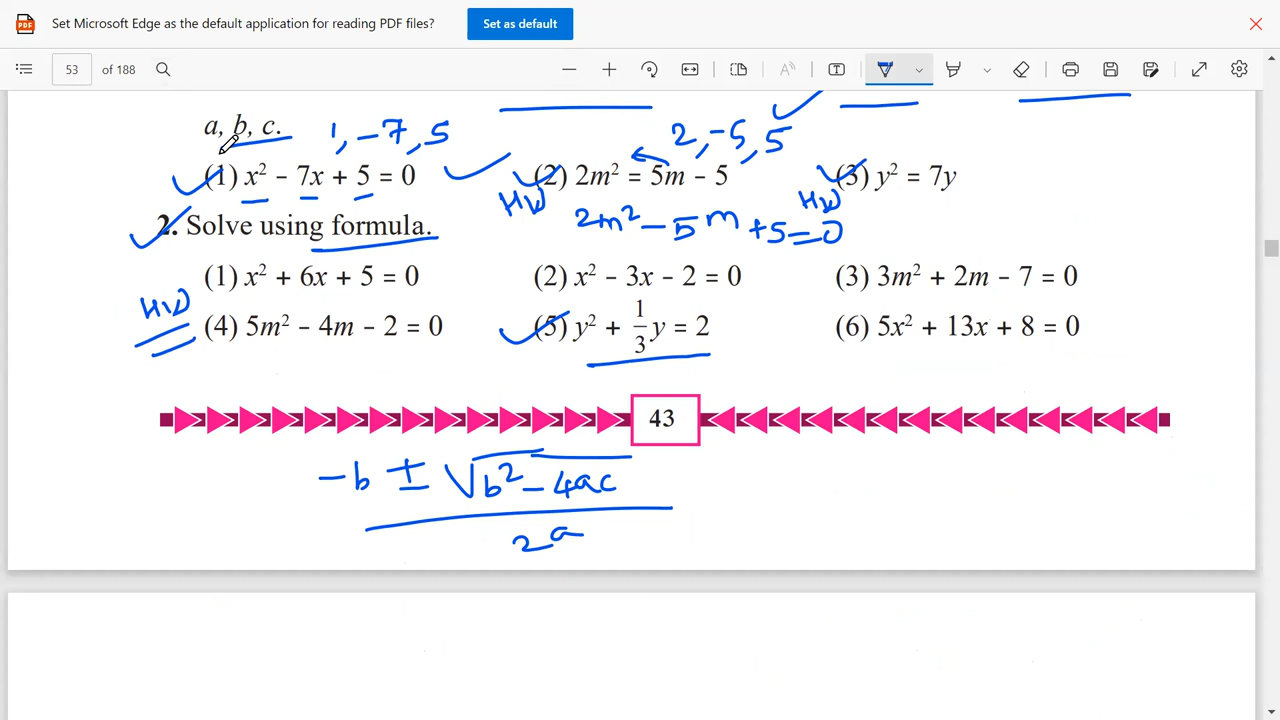 Set Microsoft Edge as the default application for reading PDF files? Set as default
53 of 188
a, b, c. 1, -7, 5 2, -5, 5
(1) x² − 7x + 5 = 0 (2) 2m² = 5m − 5 (3) y² = 7y
HW HW
2m² − 5m + 5 = 0
2. Solve using formula.
(1) x² + 6x + 5 = 0 (2) x² − 3x − 2 = 0 (3) 3m² + 2m − 7 = 0
HW
(4) 5m² − 4m − 2 = 0 (5) y² + 1/3 y = 2 (6) 5x² + 13x + 8 = 0
43
−b ± √b² − 4ac
2a